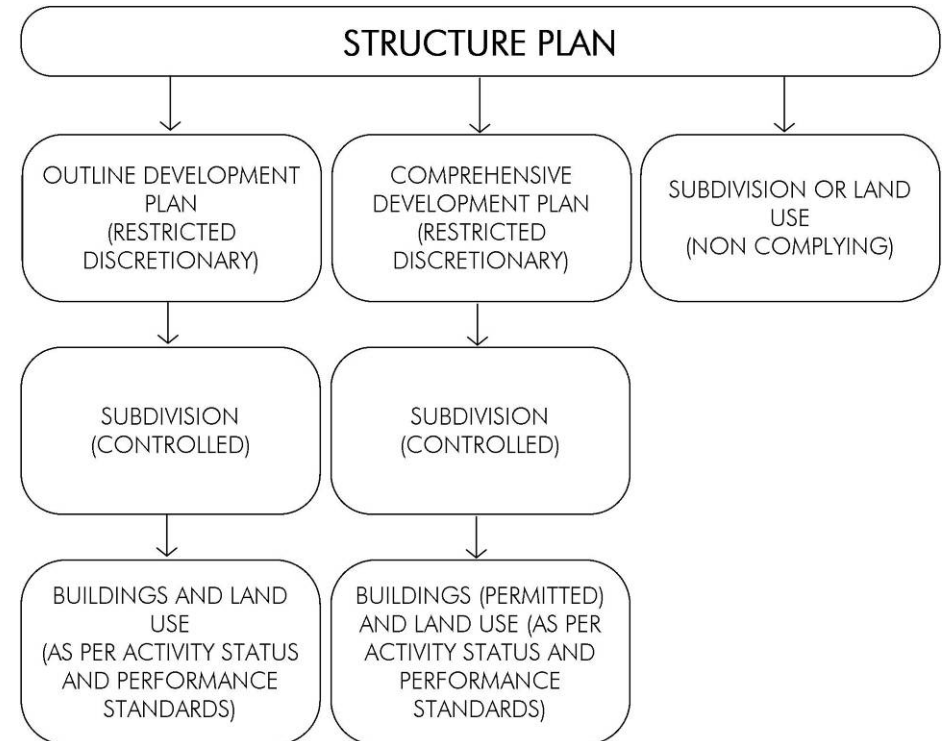 STRUCTURE PLAN
OUTLINE DEVELOPMENT
PLAN
(RESTRICTED
DISCRETIONARY)
COMPREHENSIVE
DEVELOPMENT PLAN
(RESTRICTED
DISCRETIONARY)
SUBDIVISION OR LAND
USE
(NON COMPLYING)
SUBDIVISION
(CONTROLLED)
SUBDIVISION
(CONTROLLED)
BUILDINGS AND LAND
USE
(AS PER ACTIVITY STATUS
AND PERFORMANCE
STANDARDS)
BUILDINGS (PERMITTED)
AND LAND USE (AS PER
ACTIVITY STATUS AND
PERFORMANCE
STANDARDS)